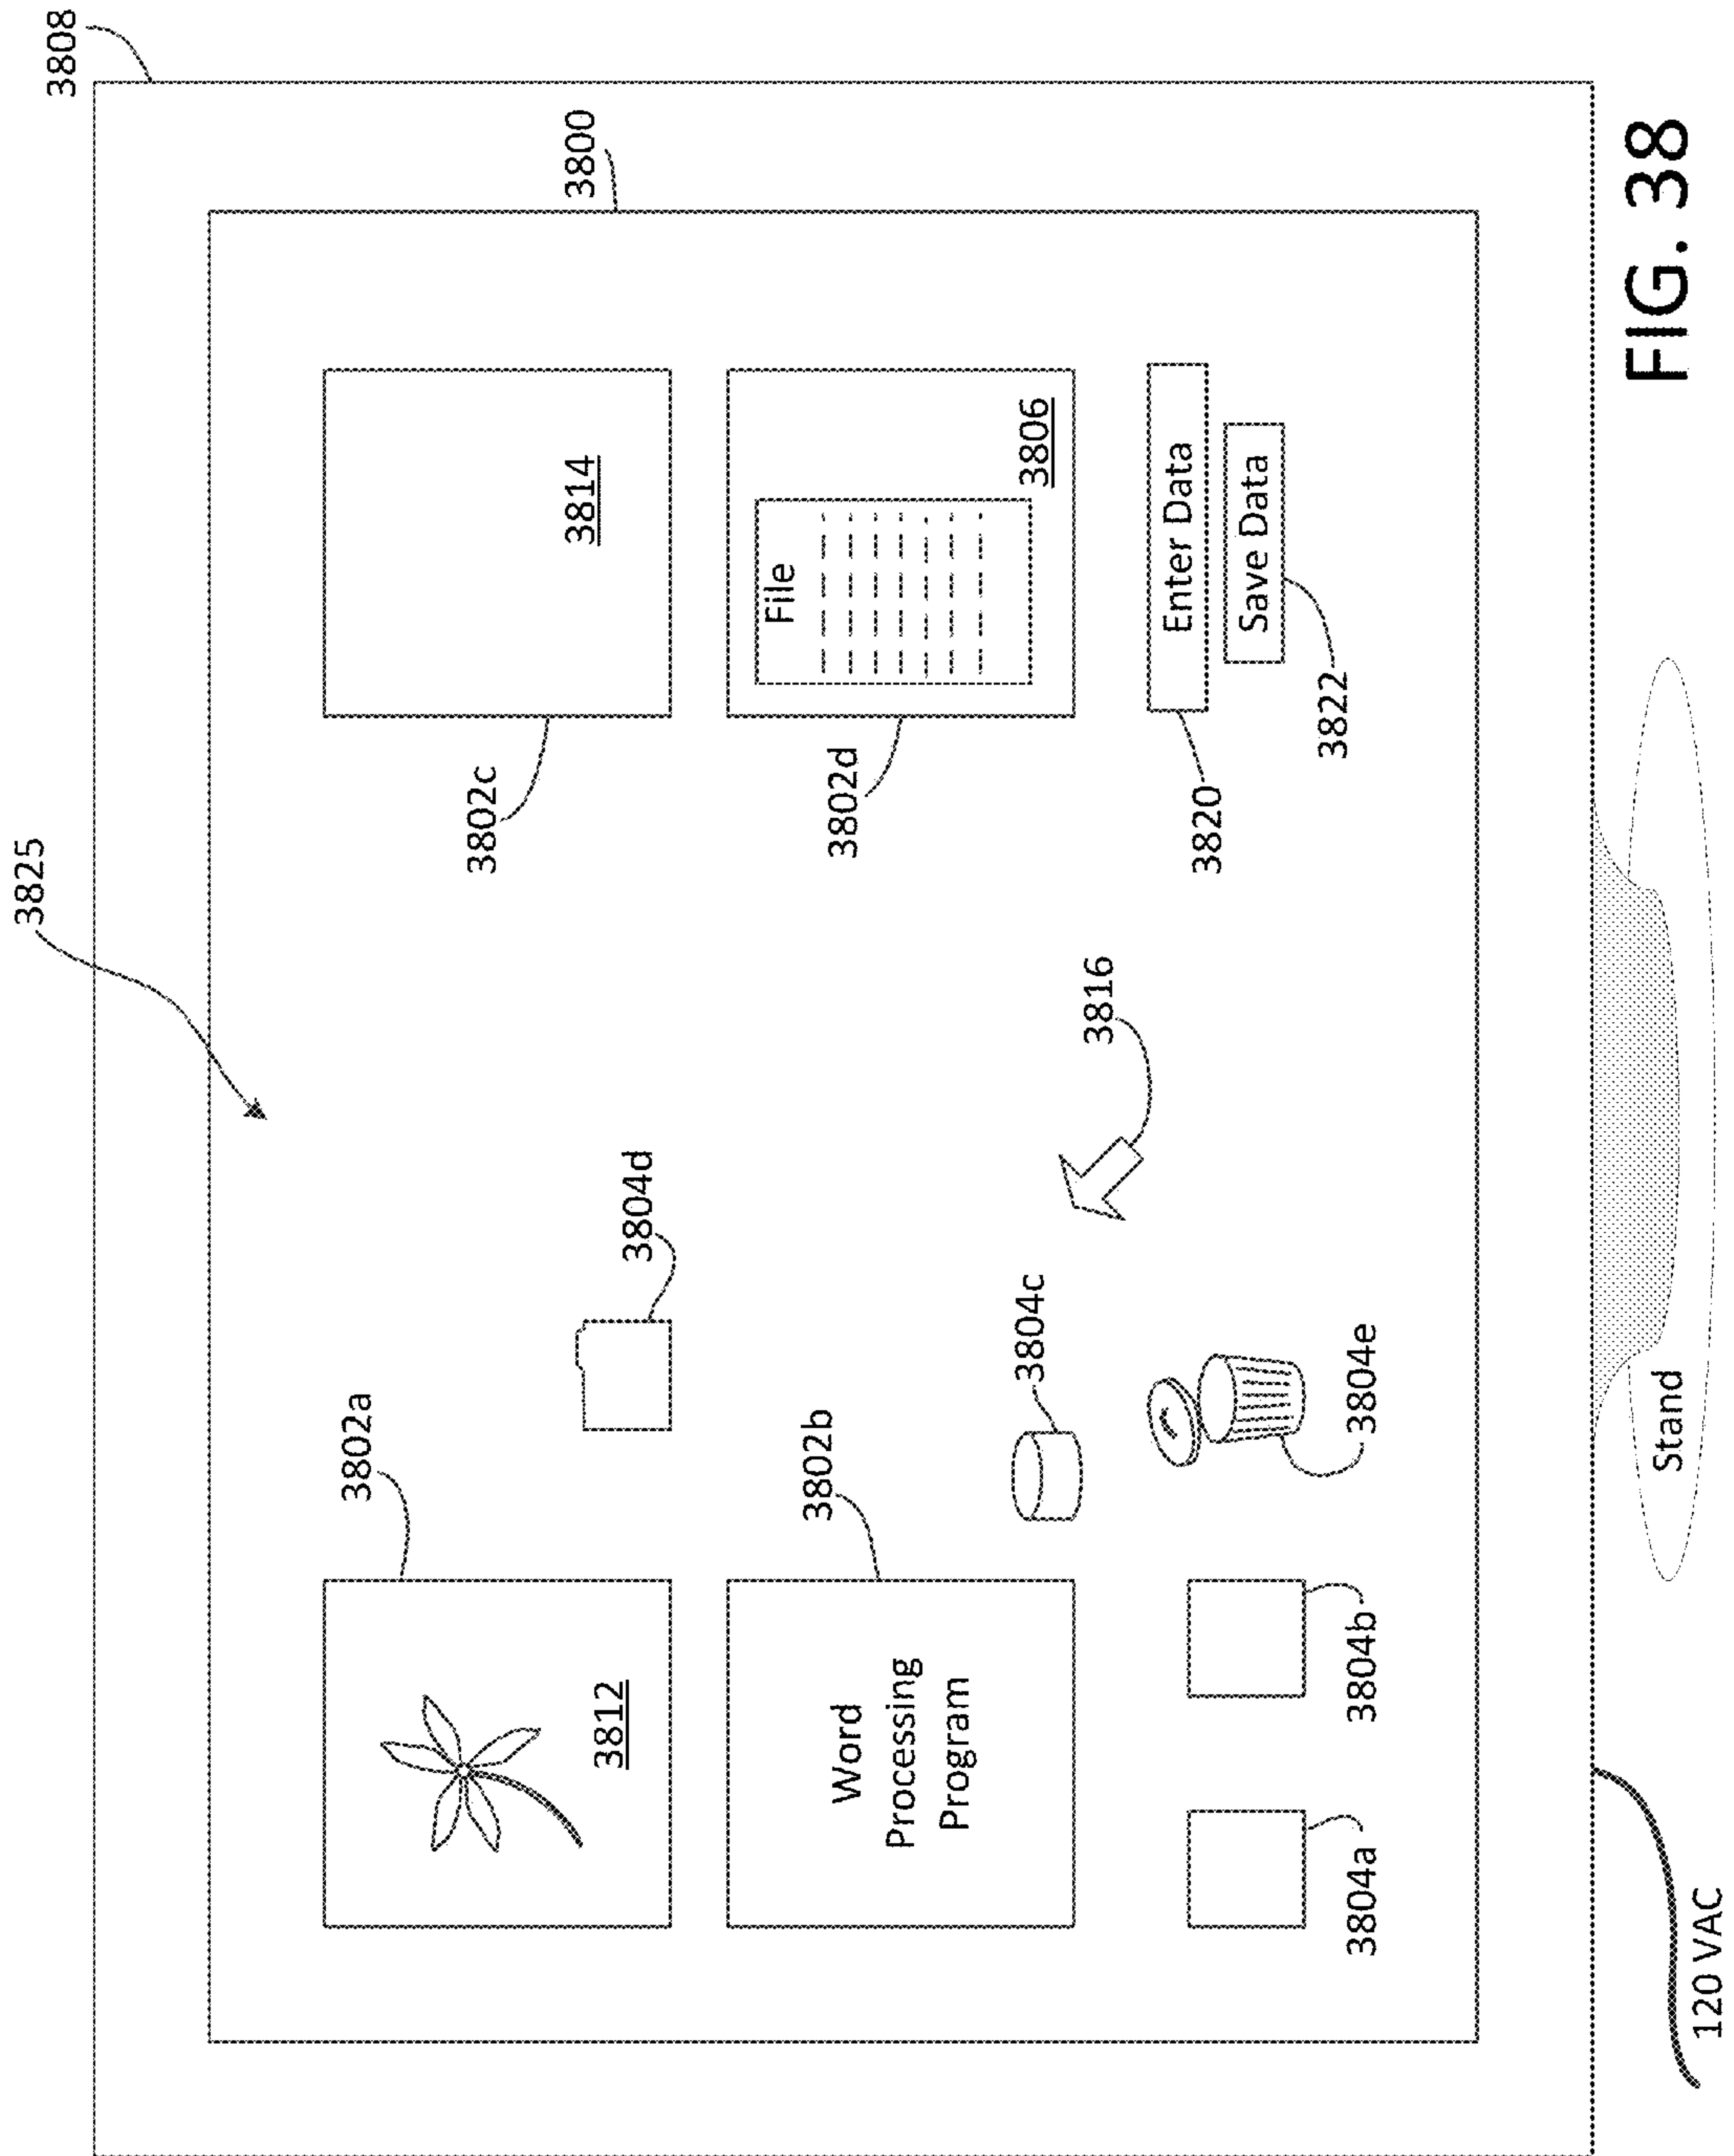 3808
3800
3825
3802a
3812
3804d
3802c
3814
3802b
Word
Processing
Program
3804c
3816
3802d
File
3806
3820
Enter Data
Save Data
3822
3804a
3804b
3804e
Stand
120 VAC
FIG. 38